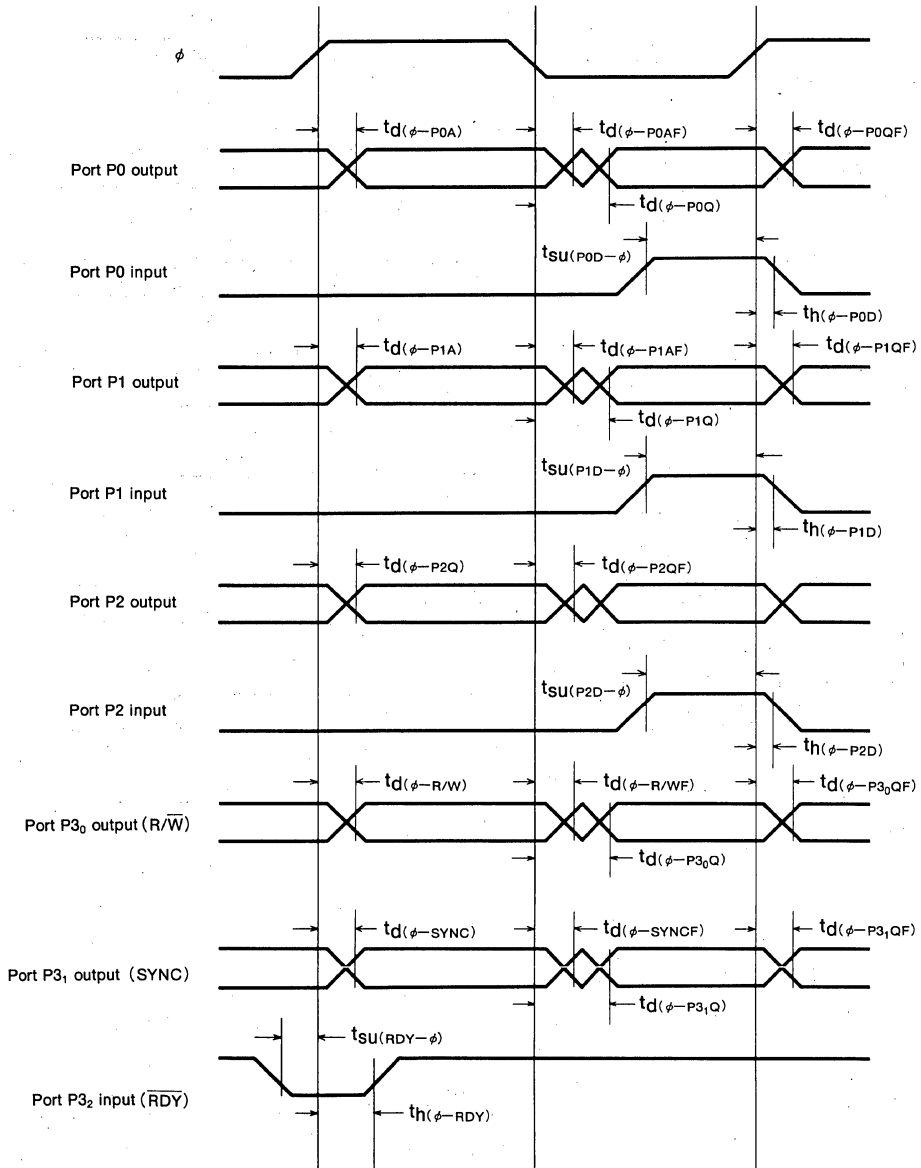 ϕ
td(ϕ−P0A) td(ϕ−P0AF) td(ϕ−P0QF)
Port P0 output
td(ϕ−P0Q)
tsu(P0D−ϕ)
Port P0 input
th(ϕ−P0D)
td(ϕ−P1A) td(ϕ−P1AF) td(ϕ−P1QF)
Port P1 output
td(ϕ−P1Q)
tsu(P1D−ϕ)
Port P1 input
th(ϕ−P1D)
td(ϕ−P2Q) td(ϕ−P2QF)
Port P2 output
tsu(P2D−ϕ)
Port P2 input
th(ϕ−P2D)
td(ϕ−R/W) td(ϕ−R/WF) td(ϕ−P3₀QF)
Port P3₀ output (R/W̅)
td(ϕ−P3₀Q)
td(ϕ−SYNC) td(ϕ−SYNCF) td(ϕ−P3₁QF)
Port P3₁ output (SYNC)
td(ϕ−P3₁Q)
tsu(RDY−ϕ)
Port P3₂ input (R̅D̅Y̅)
th(ϕ−RDY)